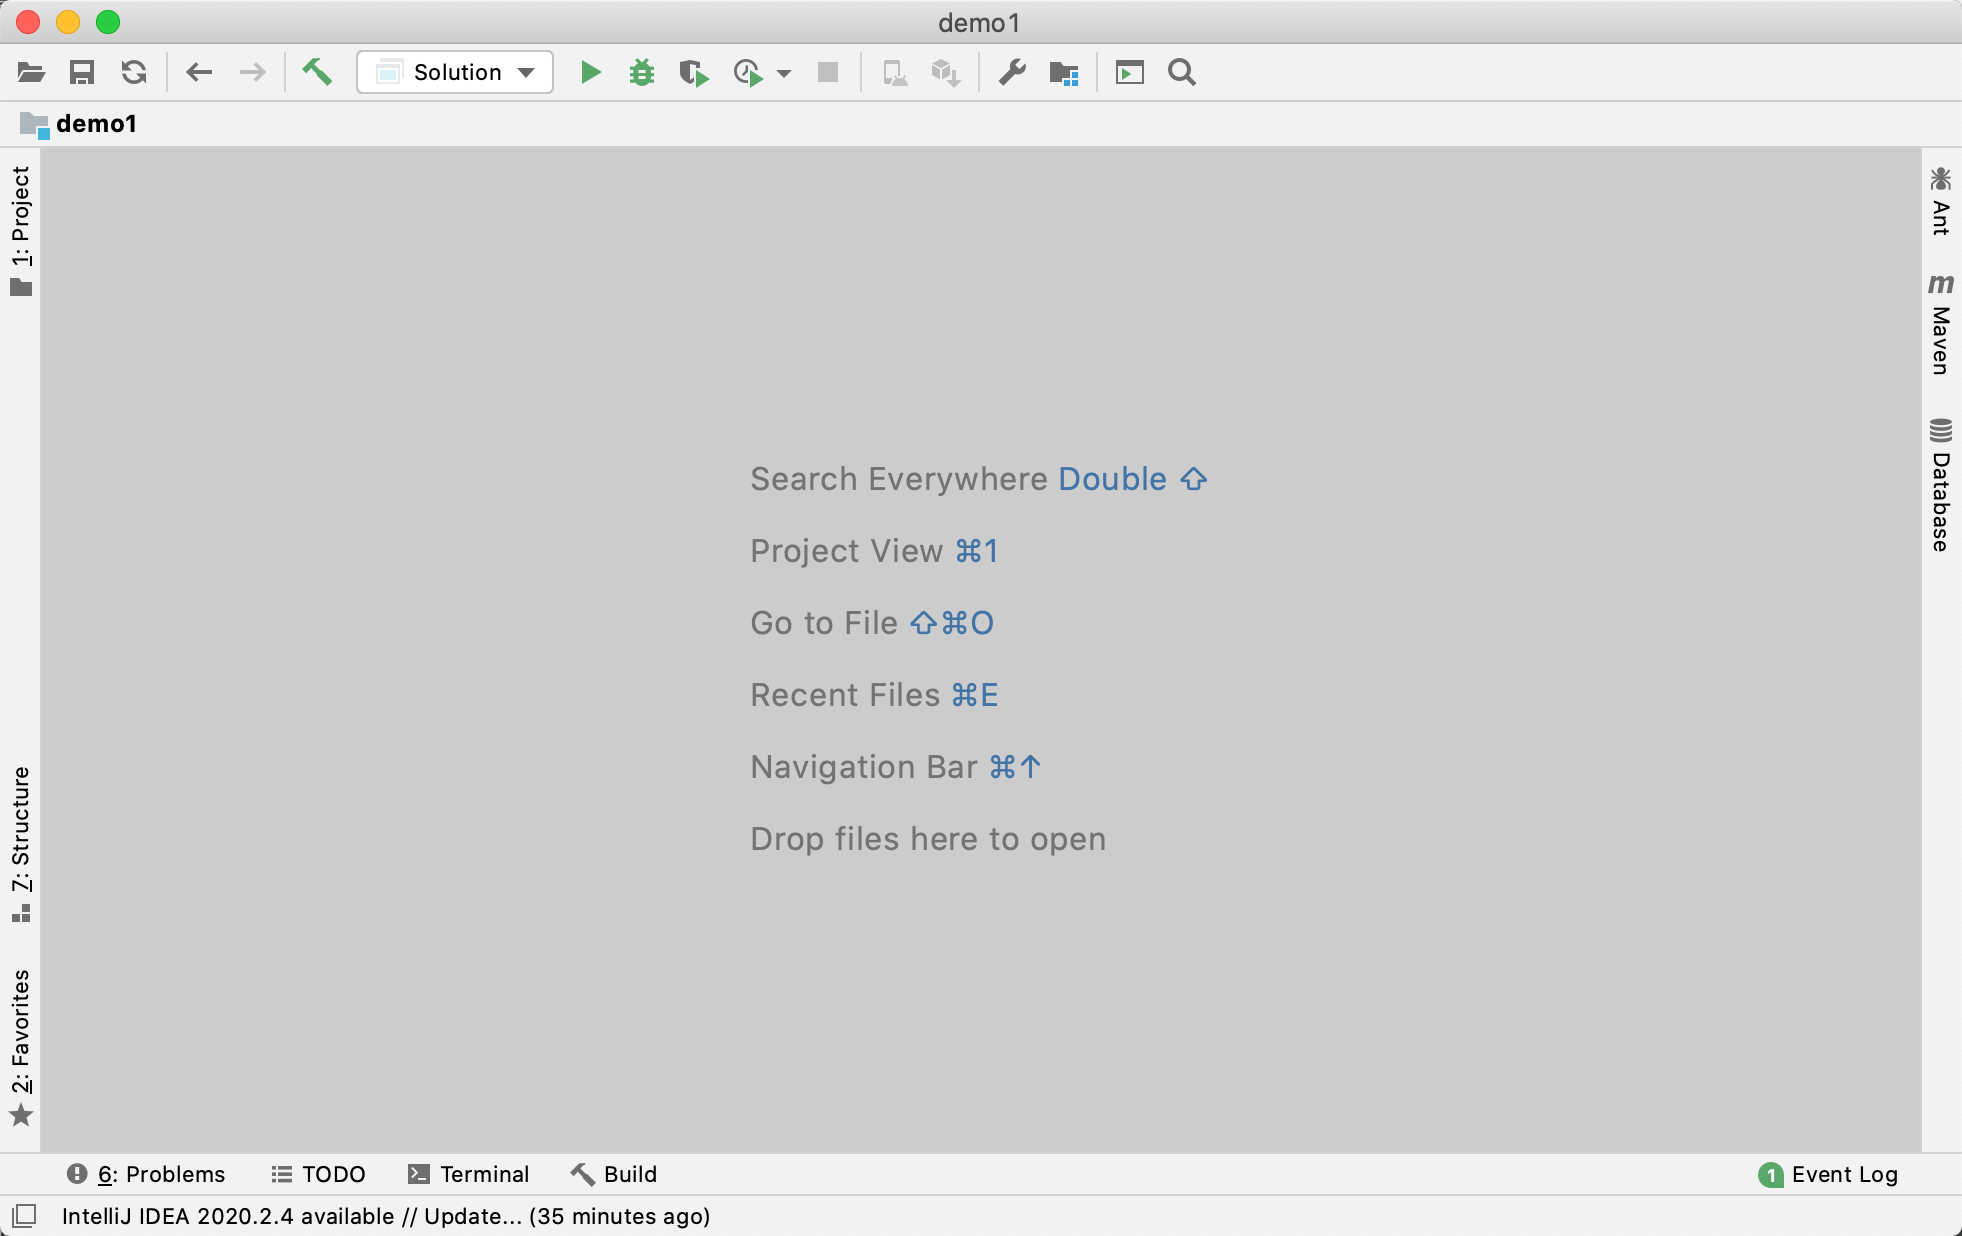 demo1
Solution
demo1
1: Project
7: Structure
2: Favorites
Search Everywhere Double ⇧
Project View ⌘1
Go to File ⇧⌘O
Recent Files ⌘E
Navigation Bar ⌘↑
Drop files here to open
Ant
m Maven
Database
6: Problems TODO Terminal Build 1 Event Log
IntelliJ IDEA 2020.2.4 available // Update... (35 minutes ago)